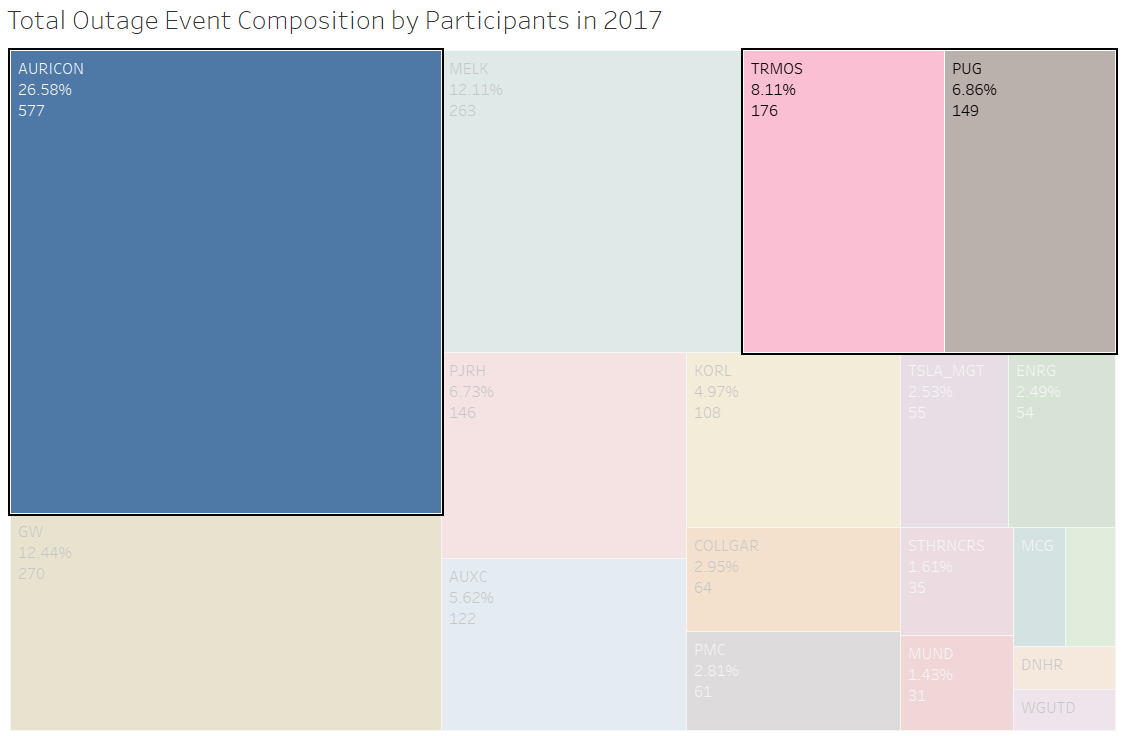 Total Outage Event Composition by Participants in 2017
AURICON
26.58%
577
MELK
12.11%
263
TRMOS
8.11%
176
PUG
6.86%
149
PJRH
6.73%
146
KORL
4.97%
108
TSLA_MGT
2.53%
55
ENRG
2.49%
54
GW
12.44%
270
AUXC
5.62%
122
COLLGAR
2.95%
64
STHRNCRS
1.61%
35
MCG
PMC
2.81%
61
MUND
1.43%
31
DNHR
WGUTD